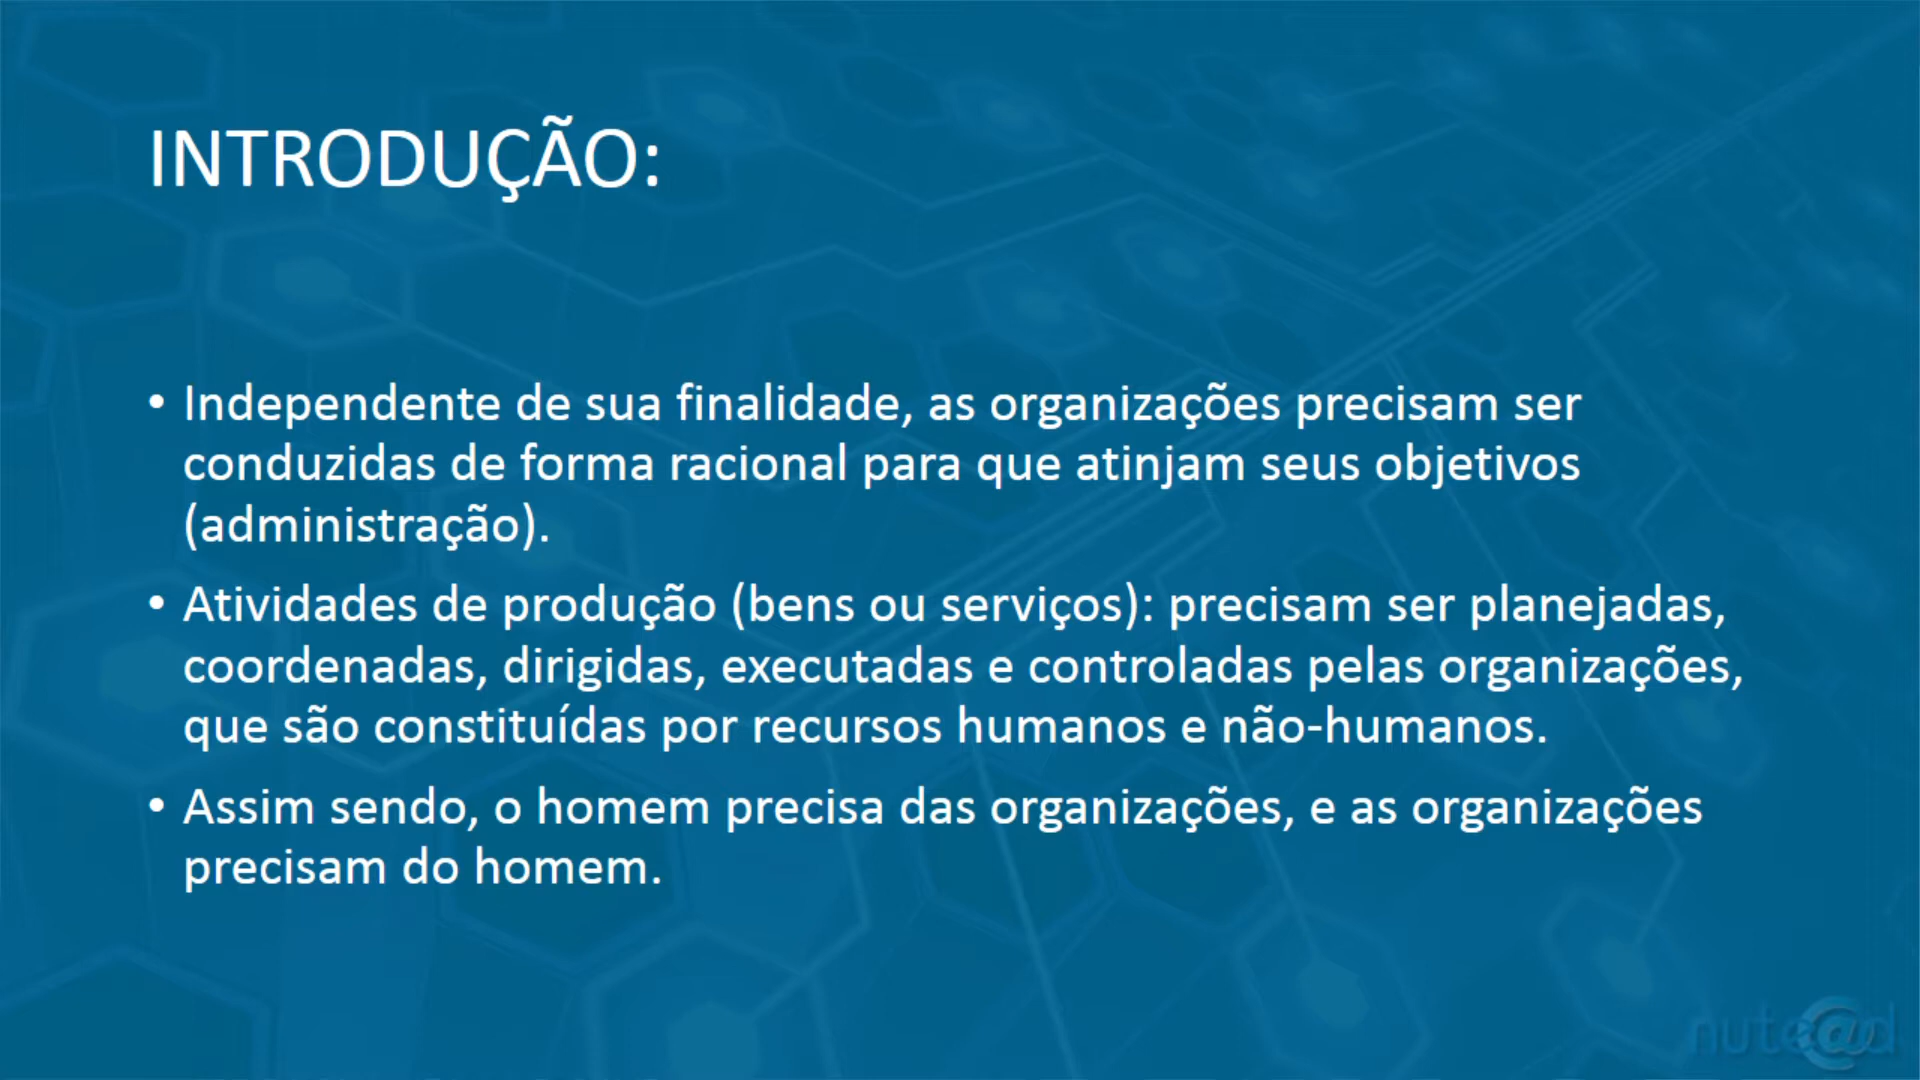 INTRODUÇÃO:
• Independente de sua finalidade, as organizações precisam ser
conduzidas de forma racional para que atinjam seus objetivos
(administração).
• Atividades de produção (bens ou serviços): precisam ser planejadas,
coordenadas, dirigidas, executadas e controladas pelas organizações,
que são constituídas por recursos humanos e não-humanos.
• Assim sendo, o homem precisa das organizações, e as organizações
precisam do homem.
nute@d